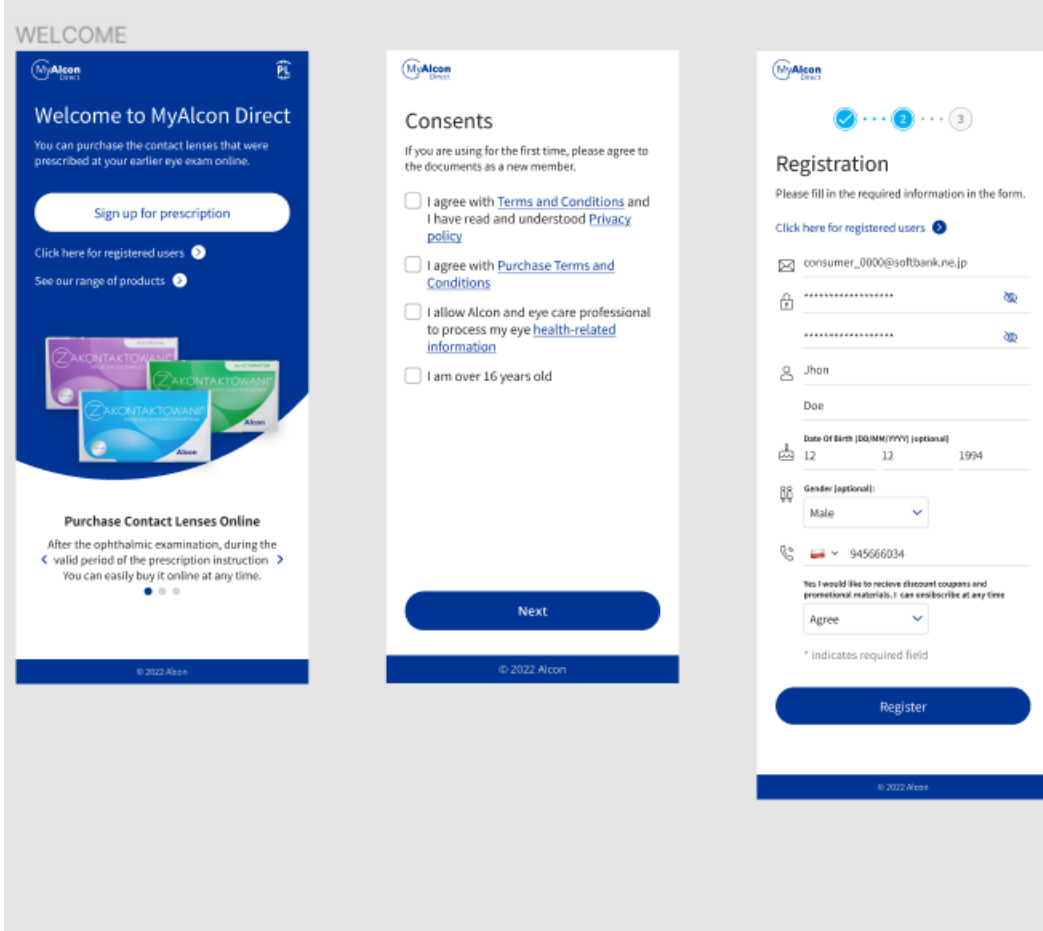 WELCOME
MyAlcon
Direct
PL
Welcome to MyAlcon Direct
You can purchase the contact lenses that were
prescribed at your earlier eye exam online.
Sign up for prescription
Click here for registered users
See our range of products
ZAKONTAKTOWANI
ZAKONTAKTOWANI
ZAKONTAKTOWANI
Alcon
Alcon
Purchase Contact Lenses Online
After the ophthalmic examination, during the
valid period of the prescription instruction
You can easily buy it online at any time.
© 2022 Alcon
MyAlcon
Direct
Consents
If you are using for the first time, please agree to
the documents as a new member.
I agree with Terms and Conditions and
I have read and understood Privacy
policy
I agree with Purchase Terms and
Conditions
I allow Alcon and eye care professional
to process my eye health-related
information
I am over 16 years old
Next
© 2022 Alcon
MyAlcon
Direct
2
3
Registration
Please fill in the required information in the form.
Click here for registered users
consumer_0000@softbank.ne.jp
******************
******************
Jhon
Doe
Date Of Birth (DD/MM/YYYY) (optional)
12 12 1994
Gender (optional):
Male
945666034
Yes I would like to recieve discount coupons and
promotional materials. I can unsibscribe at any time
Agree
* indicates required field
Register
© 2022 Alcon